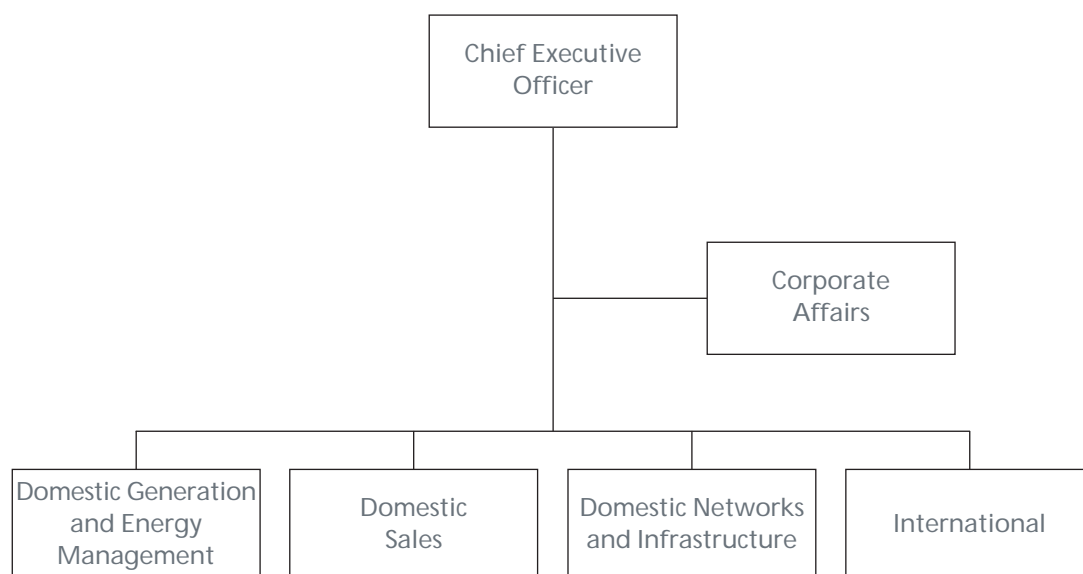 Chief Executive
Officer
Corporate
Affairs
Domestic Generation
and Energy
Management
Domestic
Sales
Domestic Networks
and Infrastructure
International